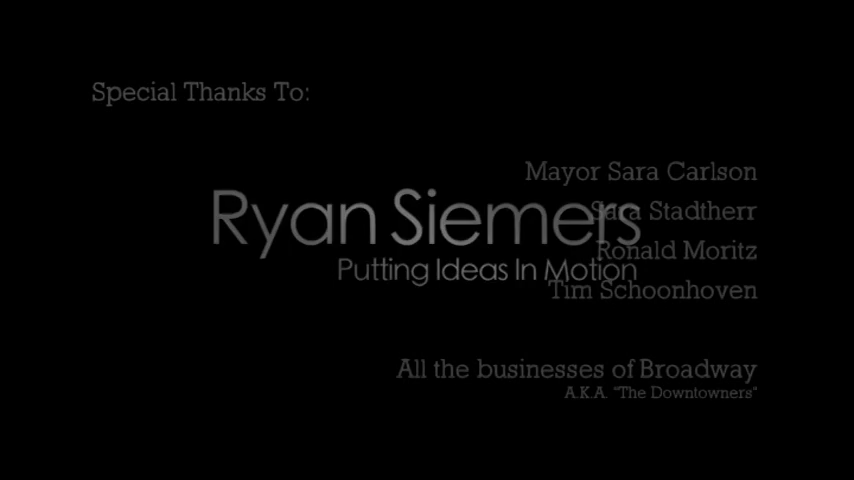 Special Thanks To:
Mayor Sara Carlson
Ryan Siemers
Sara Stadtherr
Ronald Moritz
Putting Ideas In Motion
Tim Schoonhoven
All the businesses of Broadway
A.K.A. "The Downtowners"